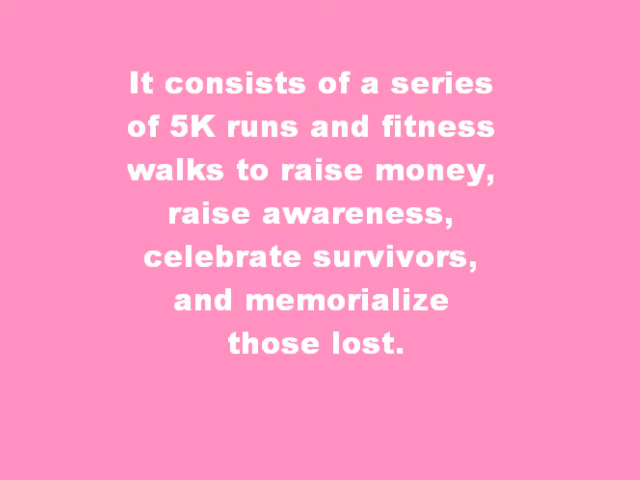 It consists of a series
of 5K runs and fitness
walks to raise money,
raise awareness,
celebrate survivors,
and memorialize
those lost.